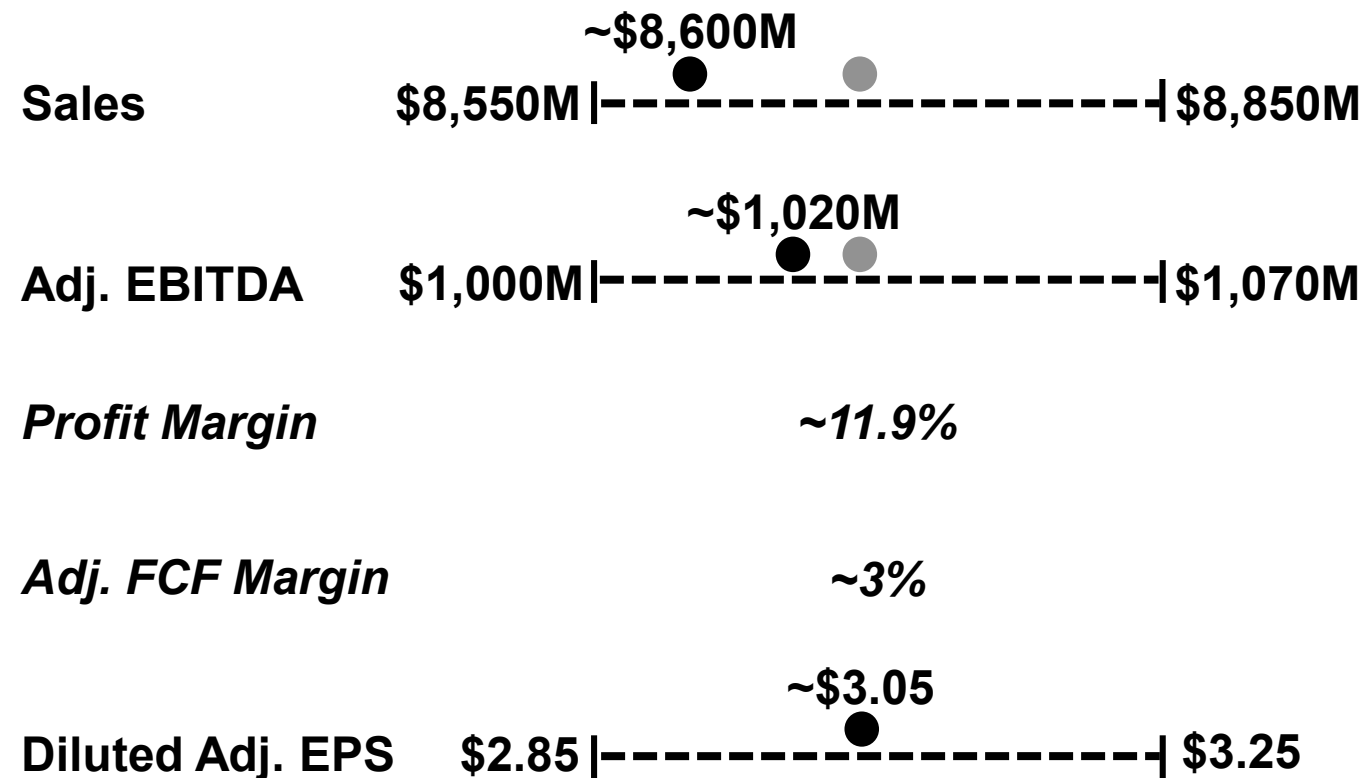 ~$8,600M
Sales $8,550M $8,850M
~$1,020M
Adj. EBITDA $1,000M $1,070M
Profit Margin ~11.9%
Adj. FCF Margin ~3%
~$3.05
Diluted Adj. EPS $2.85 $3.25